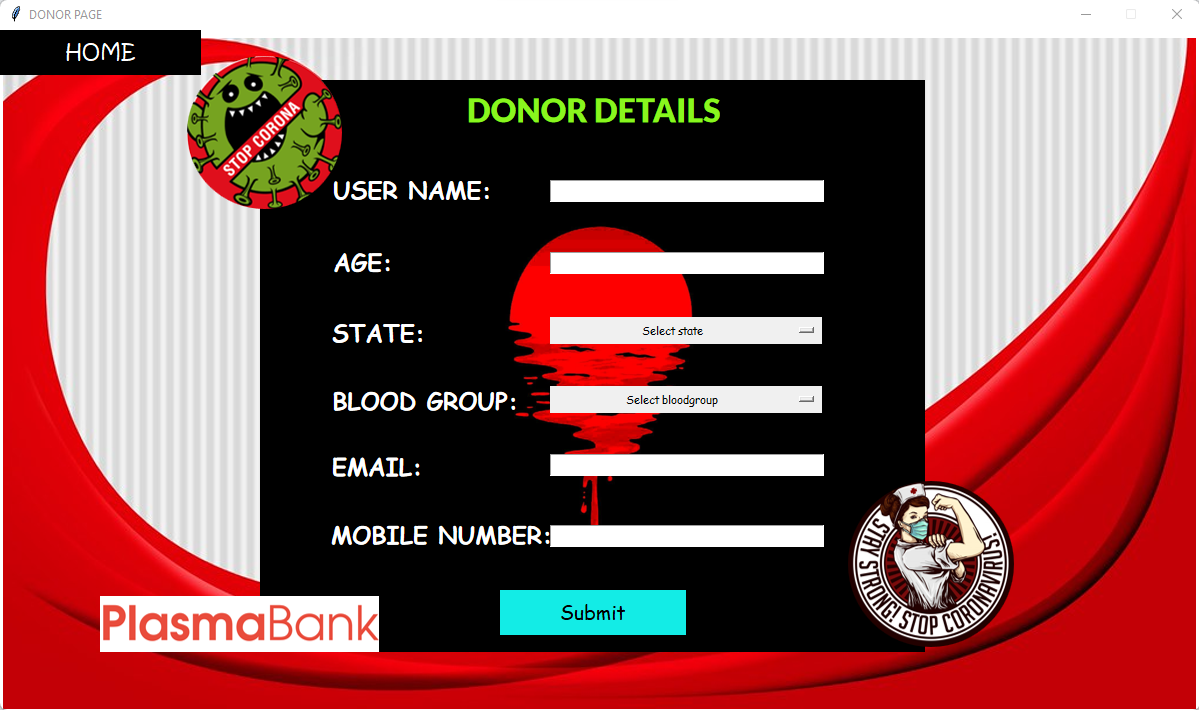 DONOR PAGE
HOME
STOP CORONA
DONOR DETAILS
USER NAME:
AGE:
STATE: Select state
BLOOD GROUP: Select bloodgroup
EMAIL:
MOBILE NUMBER:
STAY STRONG! STOP CORONAVIRUS!
PlasmaBank
Submit